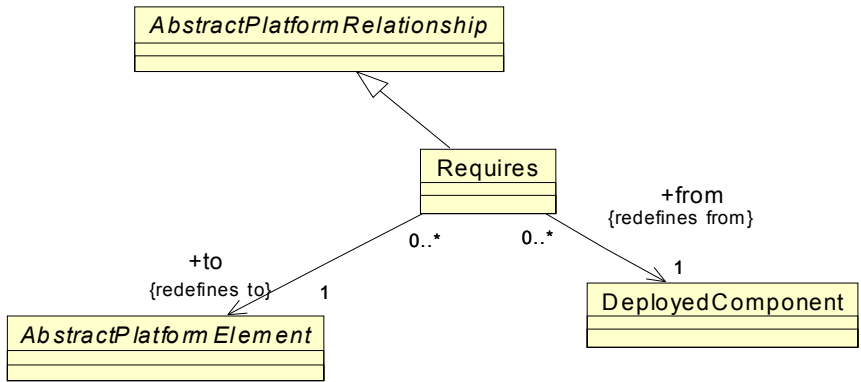 AbstractPlatformRelationship
Requires
+from
{redefines from}
0..*
0..*
+to
{redefines to}
1
1
DeployedComponent
AbstractPlatformElement